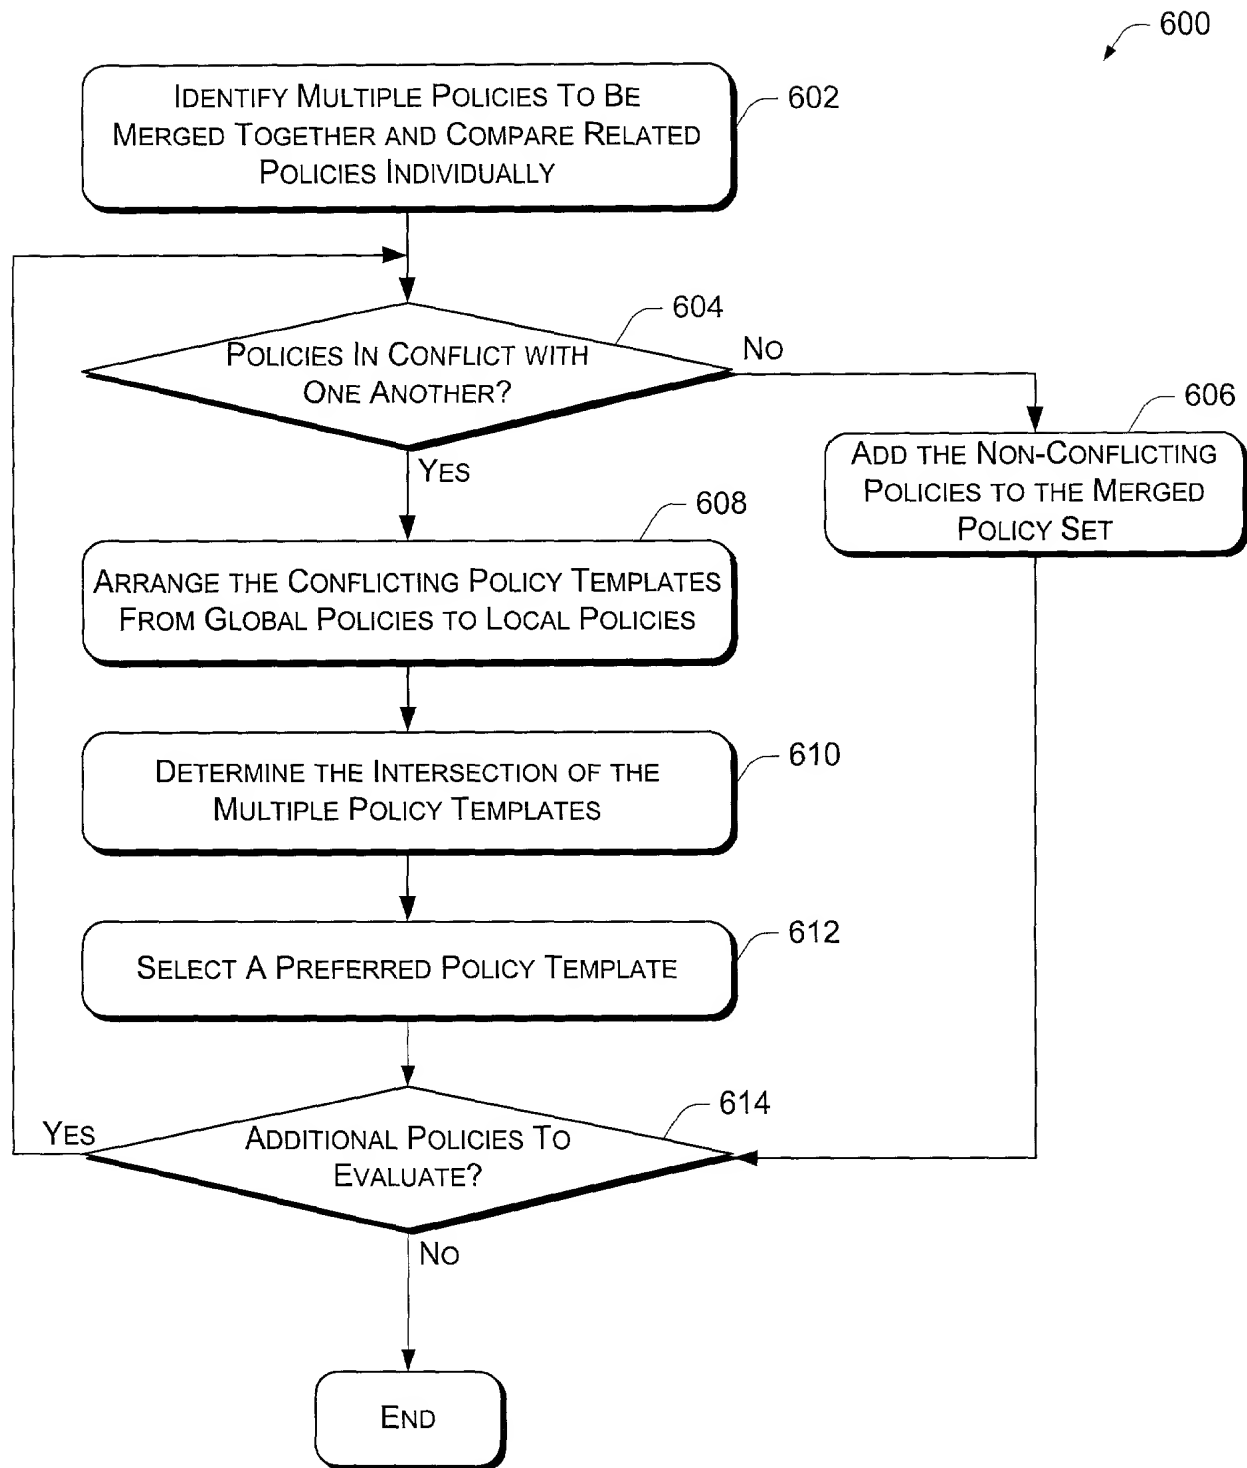 600
IDENTIFY MULTIPLE POLICIES TO BE
MERGED TOGETHER AND COMPARE RELATED
POLICIES INDIVIDUALLY
602
604
POLICIES IN CONFLICT WITH
ONE ANOTHER?
NO
YES
606
ADD THE NON-CONFLICTING
POLICIES TO THE MERGED
POLICY SET
608
ARRANGE THE CONFLICTING POLICY TEMPLATES
FROM GLOBAL POLICIES TO LOCAL POLICIES
610
DETERMINE THE INTERSECTION OF THE
MULTIPLE POLICY TEMPLATES
612
SELECT A PREFERRED POLICY TEMPLATE
614
YES
ADDITIONAL POLICIES TO
EVALUATE?
NO
END